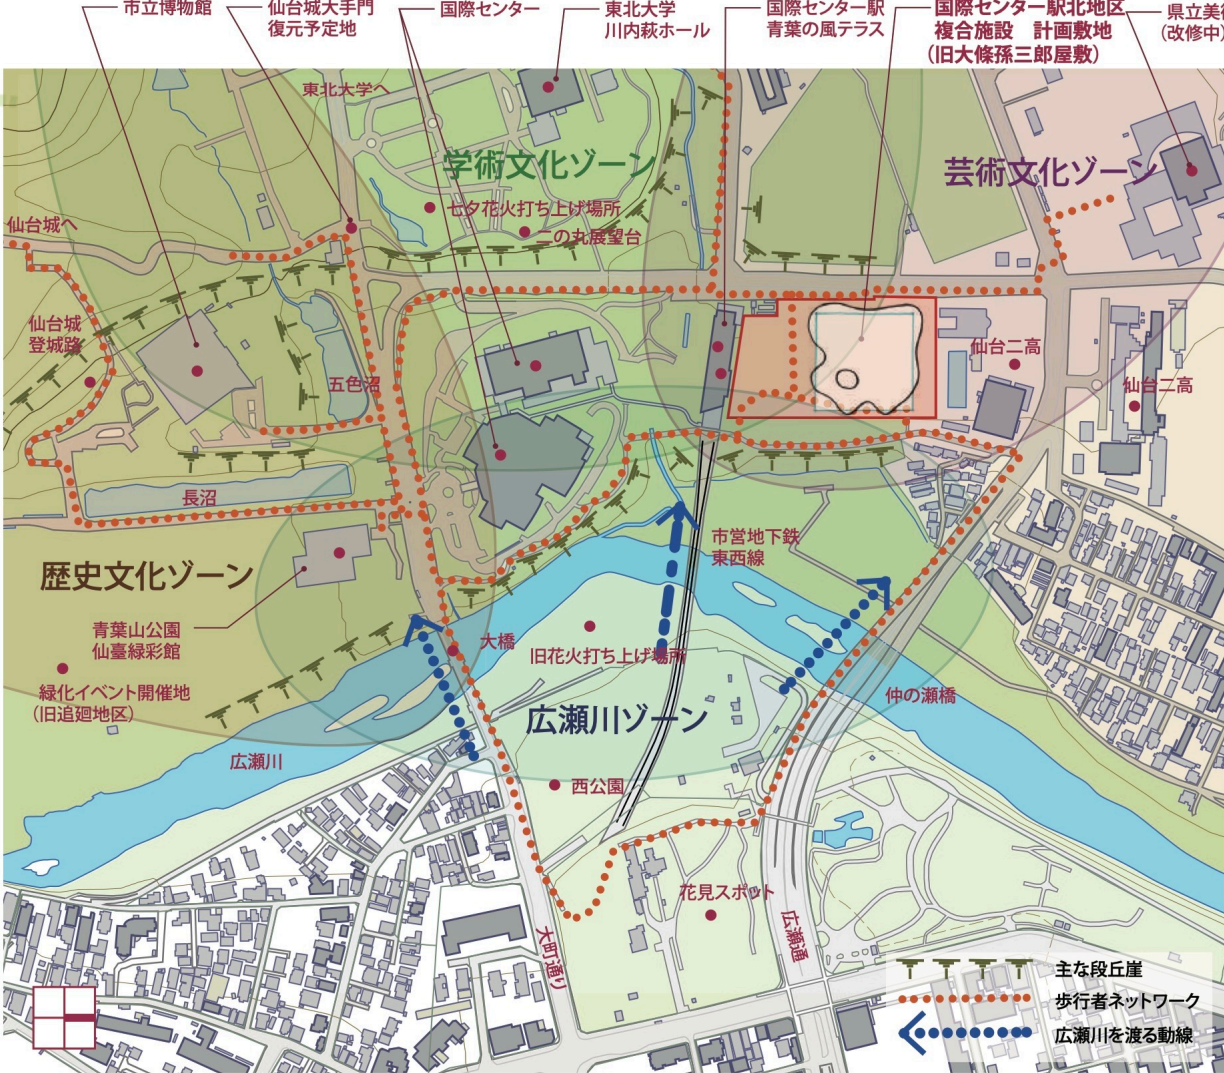 市立博物館
仙台城大手門
復元予定地
国際センター
東北大学
川内萩ホール
国際センター駅
青葉の風テラス
国際センター駅北地区
複合施設　計画敷地
(旧大條孫三郎屋敷)
県立美術
(改修中)
東北大学へ
学術文化ゾーン
芸術文化ゾーン
七夕花火打ち上げ場所
二の丸展望台
仙台城へ
仙台城
登城路
五色沼
仙台二高
仙台二高
長沼
市営地下鉄
東西線
歴史文化ゾーン
青葉山公園
仙臺緑彩館
大橋
旧花火打ち上げ場所
緑化イベント開催地
(旧追廻地区)
仲の瀬橋
広瀬川ゾーン
広瀬川
西公園
花見スポット
大町通り
広瀬通
主な段丘崖
歩行者ネットワーク
広瀬川を渡る動線